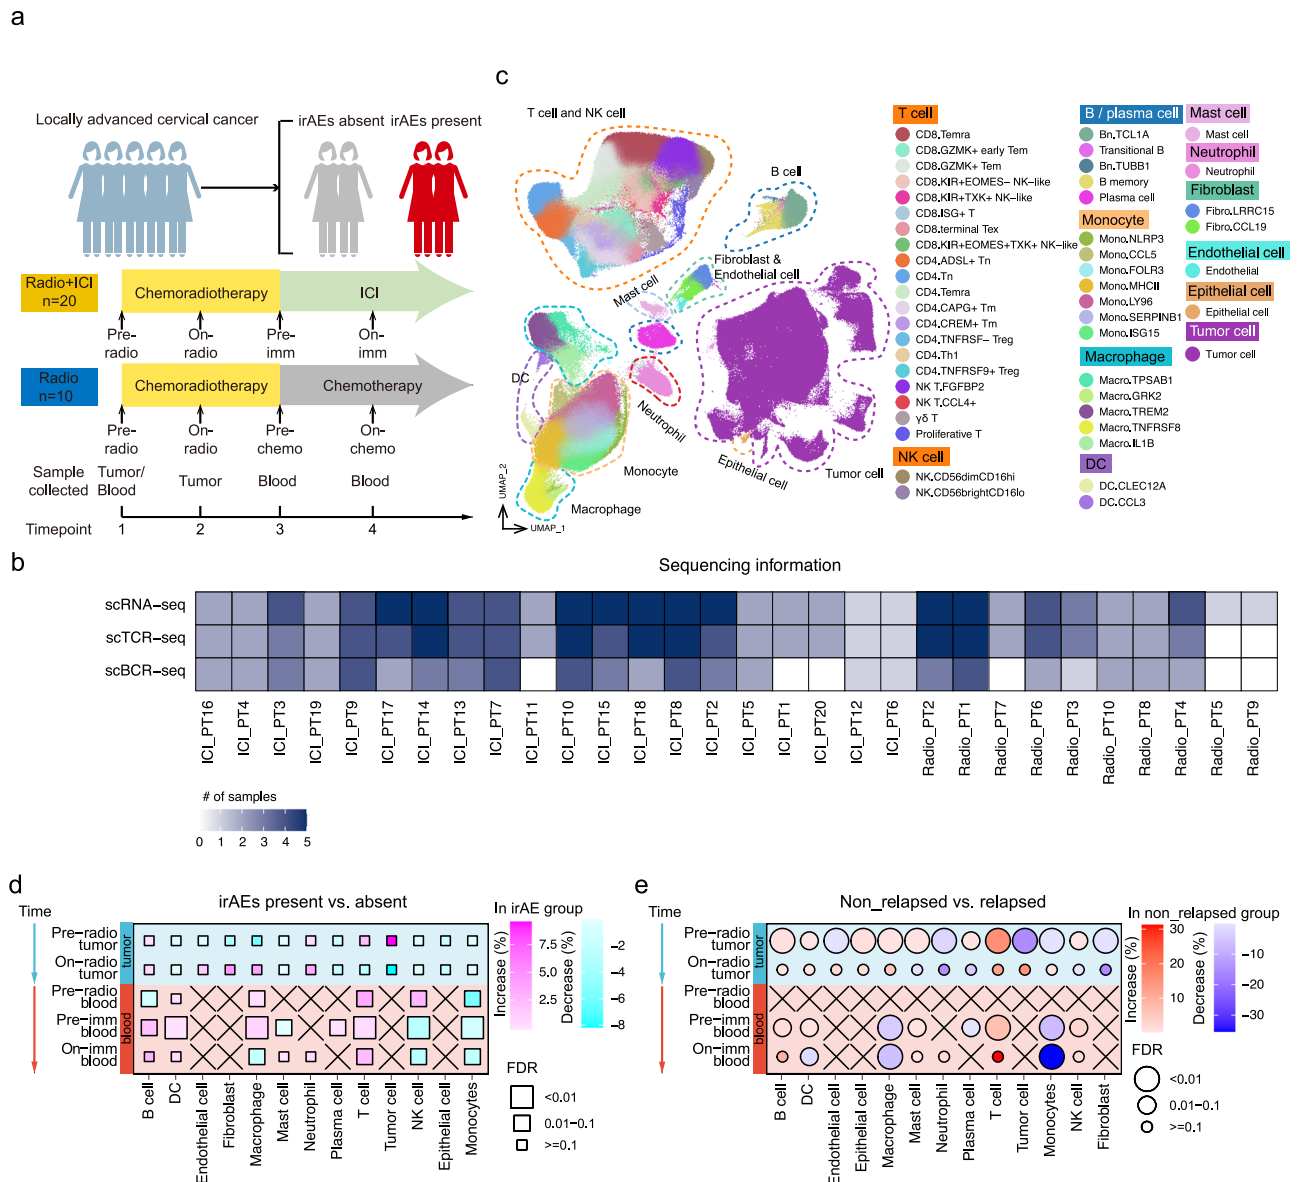 a
Locally advanced cervical cancer
irAEs absent
irAEs present
Radio+ICI
n=20
Chemoradiotherapy
ICI
Pre-
radio
On-
radio
Pre-
imm
On-
imm
Radio
n=10
Chemoradiotherapy
Chemotherapy
Pre-
radio
On-
radio
Pre-
chemo
On-
chemo
Sample
collected
Tumor/
Blood
Tumor
Blood
Blood
Timepoint
1
2
3
4
c
T cell and NK cell
B cell
Fibroblast &
Endothelial cell
Mast cell
DC
Neutrophil
Monocyte
Macrophage
Epithelial cell
Tumor cell
UMAP_2
UMAP_1
T cell
CD8.Temra
CD8.GZMK+ early Tem
CD8.GZMK+ Tem
CD8.KIR+EOMES− NK-like
CD8.KIR+TXK+ NK-like
CD8.ISG+ T
CD8.terminal Tex
CD8.KIR+EOMES+TXK+ NK-like
CD4.ADSL+ Tn
CD4.Tn
CD4.Temra
CD4.CAPG+ Tm
CD4.CREM+ Tm
CD4.TNFRSF− Treg
CD4.Th1
CD4.TNFRSF9+ Treg
NK T.FGFBP2
NK T.CCL4+
γδ T
Proliferative T
NK cell
NK.CD56dimCD16hi
NK.CD56brightCD16lo
B / plasma cell
Bn.TCL1A
Transitional B
Bn.TUBB1
B memory
Plasma cell
Monocyte
Mono.NLRP3
Mono.CCL5
Mono.FOLR3
Mono.MHCII
Mono.LY96
Mono.SERPINB1
Mono.ISG15
Macrophage
Macro.TPSAB1
Macro.GRK2
Macro.TREM2
Macro.TNFRSF8
Macro.IL1B
DC
DC.CLEC12A
DC.CCL3
Mast cell
Mast cell
Neutrophil
Neutrophil
Fibroblast
Fibro.LRRC15
Fibro.CCL19
Endothelial cell
Endothelial
Epithelial cell
Epithelial cell
Tumor cell
Tumor cell
b
Sequencing information
scRNA−seq
scTCR−seq
scBCR−seq
ICI_PT16
ICI_PT4
ICI_PT3
ICI_PT19
ICI_PT9
ICI_PT17
ICI_PT14
ICI_PT13
ICI_PT7
ICI_PT11
ICI_PT10
ICI_PT15
ICI_PT18
ICI_PT8
ICI_PT2
ICI_PT5
ICI_PT1
ICI_PT20
ICI_PT12
ICI_PT6
Radio_PT2
Radio_PT1
Radio_PT7
Radio_PT6
Radio_PT3
Radio_PT10
Radio_PT8
Radio_PT4
Radio_PT5
Radio_PT9
# of samples
0 1 2 3 4 5
d
irAEs present vs. absent
Time
Pre−radio
tumor
On−radio
tumor
Pre−radio
blood
Pre−imm
blood
On−imm
blood
tumor
blood
B cell
DC
Endothelial cell
Fibroblast
Macrophage
Mast cell
Neutrophil
Plasma cell
T cell
Tumor cell
NK cell
Epithelial cell
Monocytes
In irAE group
Increase (%)
7.5
5.0
2.5
Decrease (%)
−2
−4
−6
−8
FDR
<0.01
0.01−0.1
>=0.1
e
Non_relapsed vs. relapsed
Time
Pre−radio
tumor
On−radio
tumor
Pre−radio
blood
Pre−imm
blood
On−imm
blood
tumor
blood
B cell
DC
Endothelial cell
Epithelial cell
Macrophage
Mast cell
Neutrophil
Plasma cell
T cell
Tumor cell
Monocytes
NK cell
Fibroblast
In non_relapsed group
Increase (%)
30
20
10
Decrease (%)
0
−10
−20
−30
FDR
<0.01
0.01−0.1
>=0.1